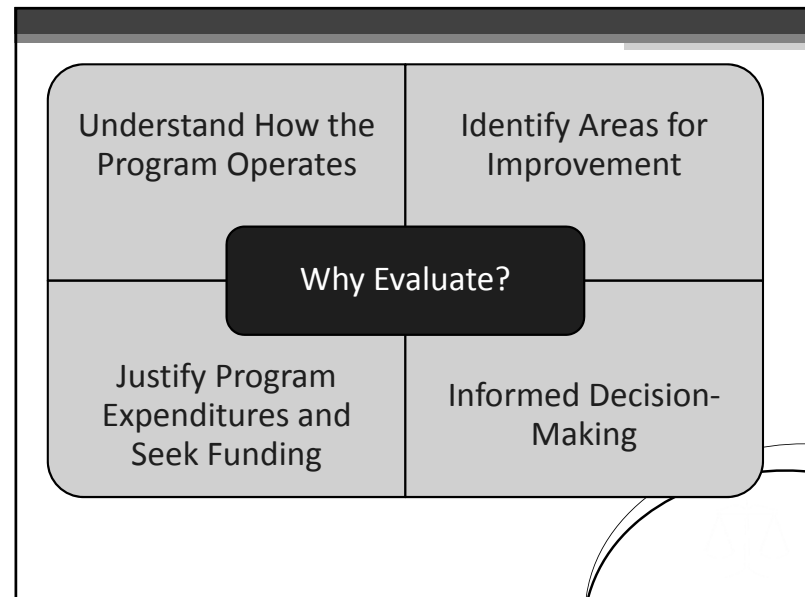 Understand How the
Program Operates
Identify Areas for
Improvement
Why Evaluate?
Justify Program
Expenditures and
Seek Funding
Informed Decision-
Making